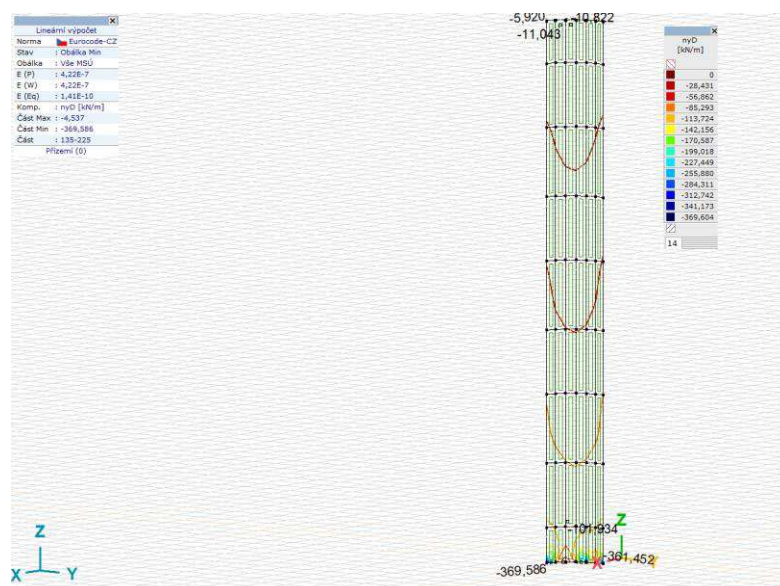 Lineární výpočet
Norma Eurocode-CZ
Stav : Obálka Min
Obálka : Vše MSÚ
E (P) : 4,22E-7
E (W) : 4,22E-7
E (Eq) : 1,41E-10
Komp. : nyD [kN/m]
Část Max : -4,537
Část Min : -369,586
Část : 135-225
Přízemí (0)
-5,920
-10,822
-11,043
nyD
[kN/m]
0
-28,431
-56,862
-85,293
-113,724
-142,156
-170,587
-199,018
-227,449
-255,880
-284,311
-312,742
-341,173
-369,604
14
-101,934
-361,452
-369,586
Z
X
Y
Z
X
Y